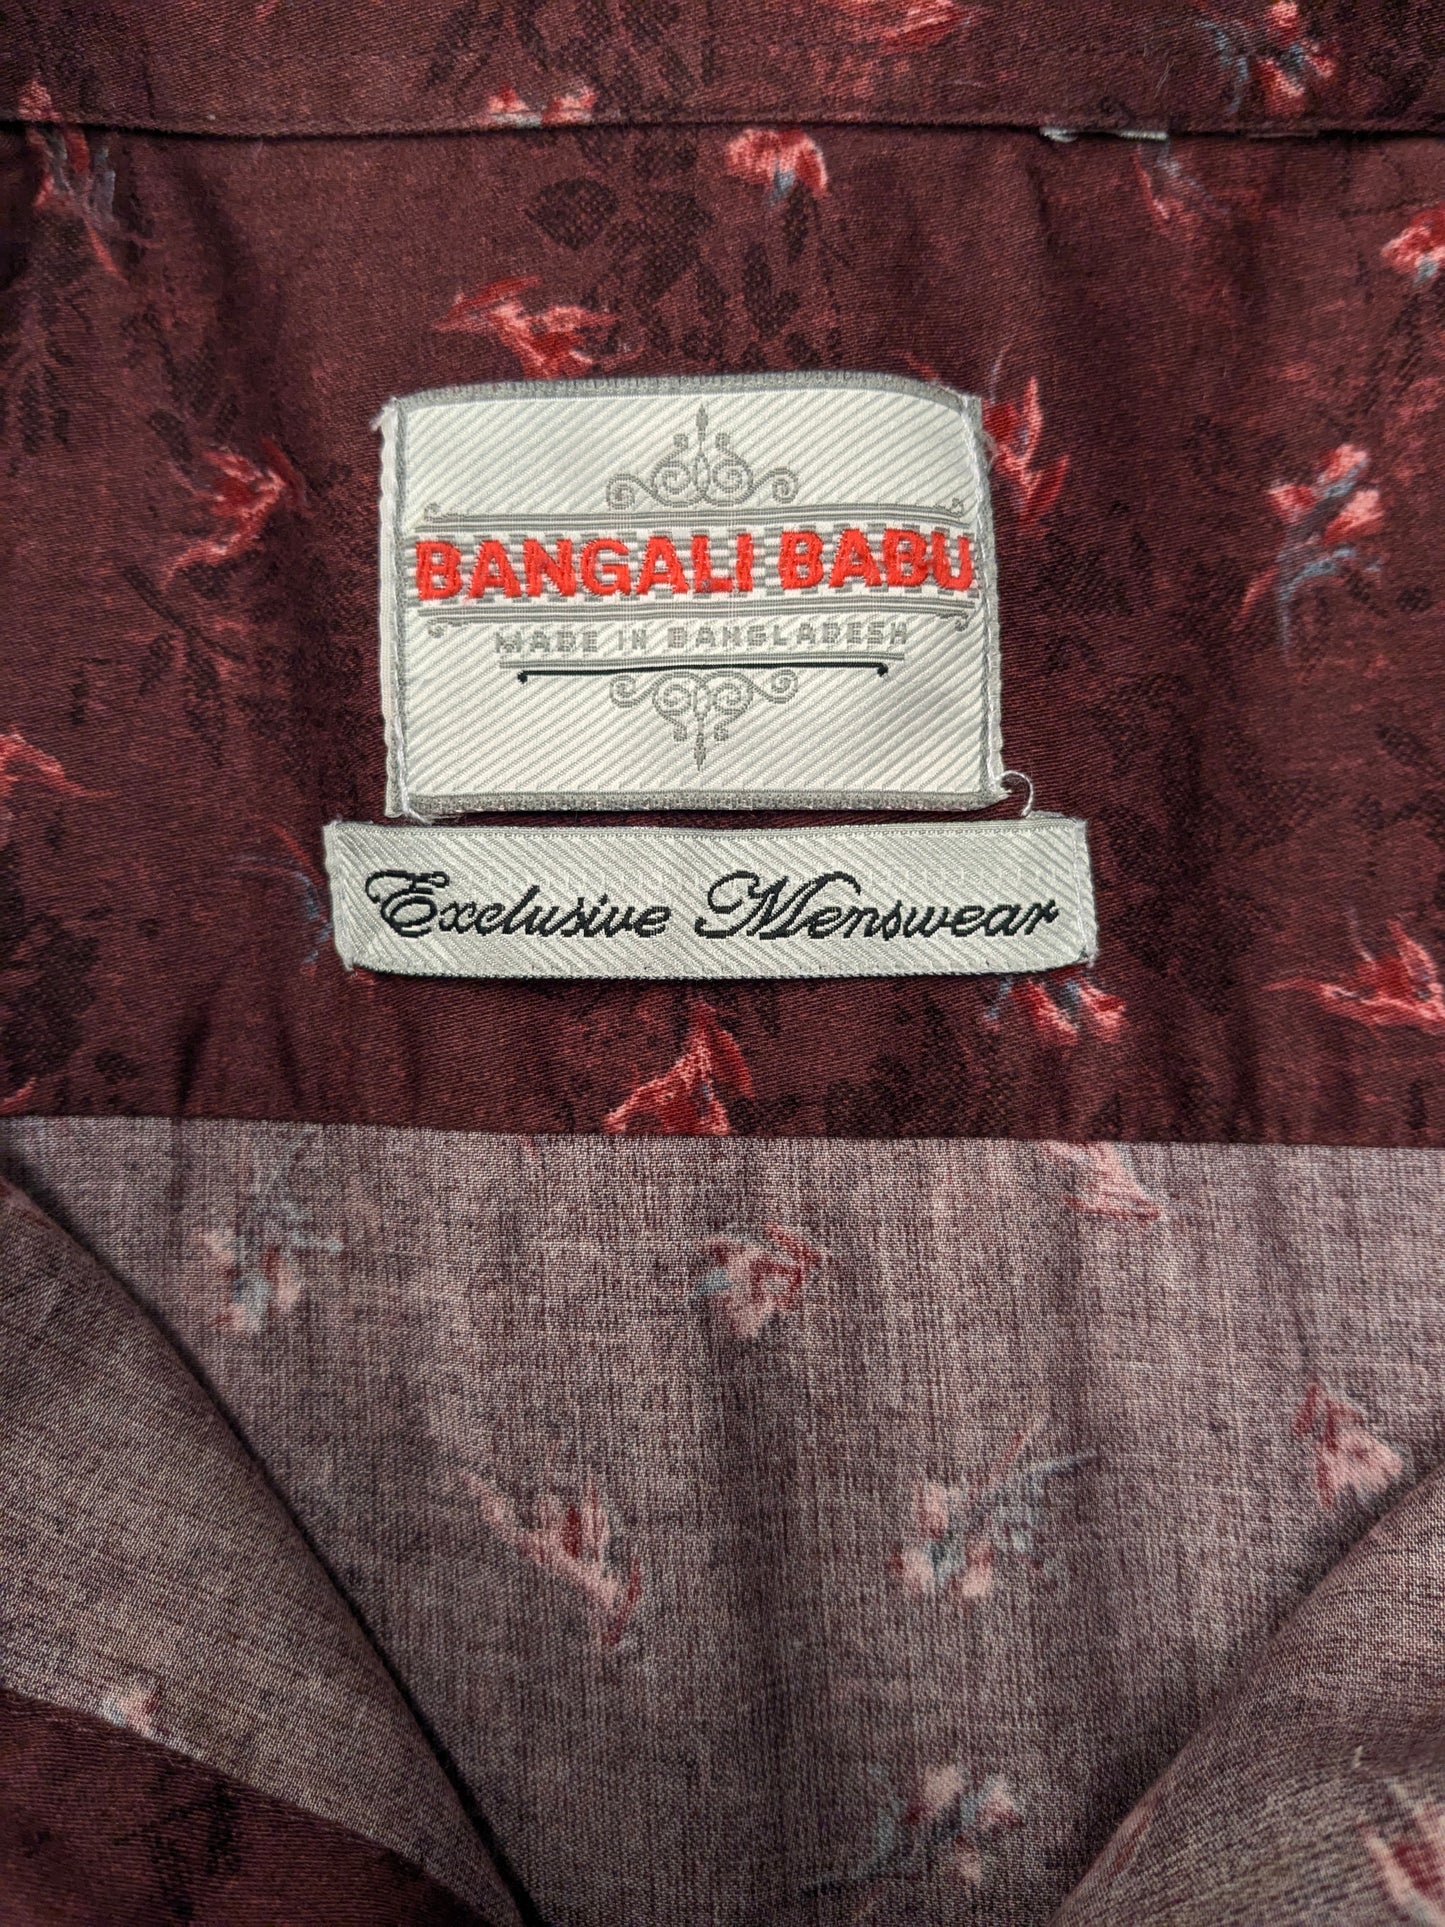 BANGALI BABU
MADE IN BANGLADESH
Exclusive Menswear